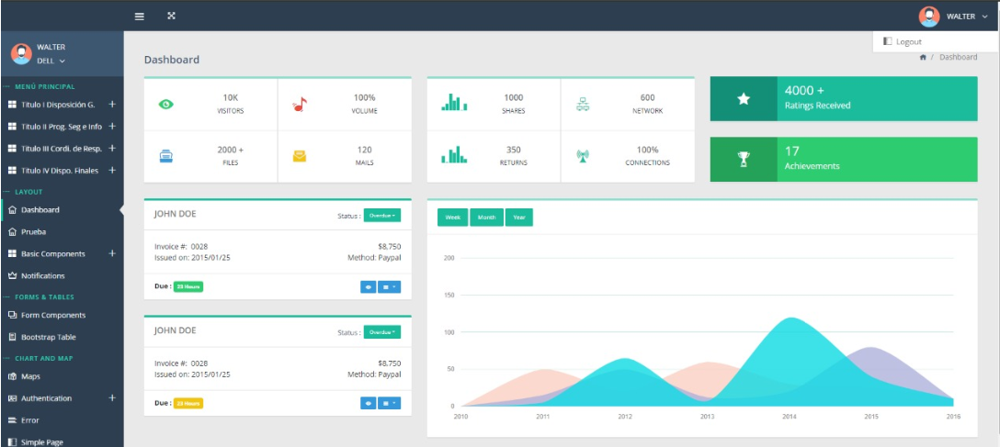 WALTER
Logout
WALTER
DELL
MENÚ PRINCIPAL
Titulo I Disposición G. +
Titulo II Prog. Seg e Info +
Titulo III Cordi. de Resp. +
Titulo IV Dispo. Finales +
LAYOUT
Dashboard
Prueba
Basic Components +
Notifications
FORMS & TABLES
Form Components
Bootstrap Table
CHART AND MAP
Maps
Authentication +
Error
Simple Page
Dashboard
/ Dashboard
10K
VISITORS
100%
VOLUME
2000 +
FILES
120
MAILS
1000
SHARES
600
NETWORK
350
RETURNS
100%
CONNECTIONS
4000 +
Ratings Received
17
Achievements
JOHN DOE
Status : Overdue
Invoice #: 0028 $8,750
Issued on: 2015/01/25 Method: Paypal
Due : 23 Hours
JOHN DOE
Status : Overdue
Invoice #: 0028 $8,750
Issued on: 2015/01/25 Method: Paypal
Due : 23 Hours
Week Month Year
200
150
100
50
0
2010 2011 2012 2013 2014 2015 2016